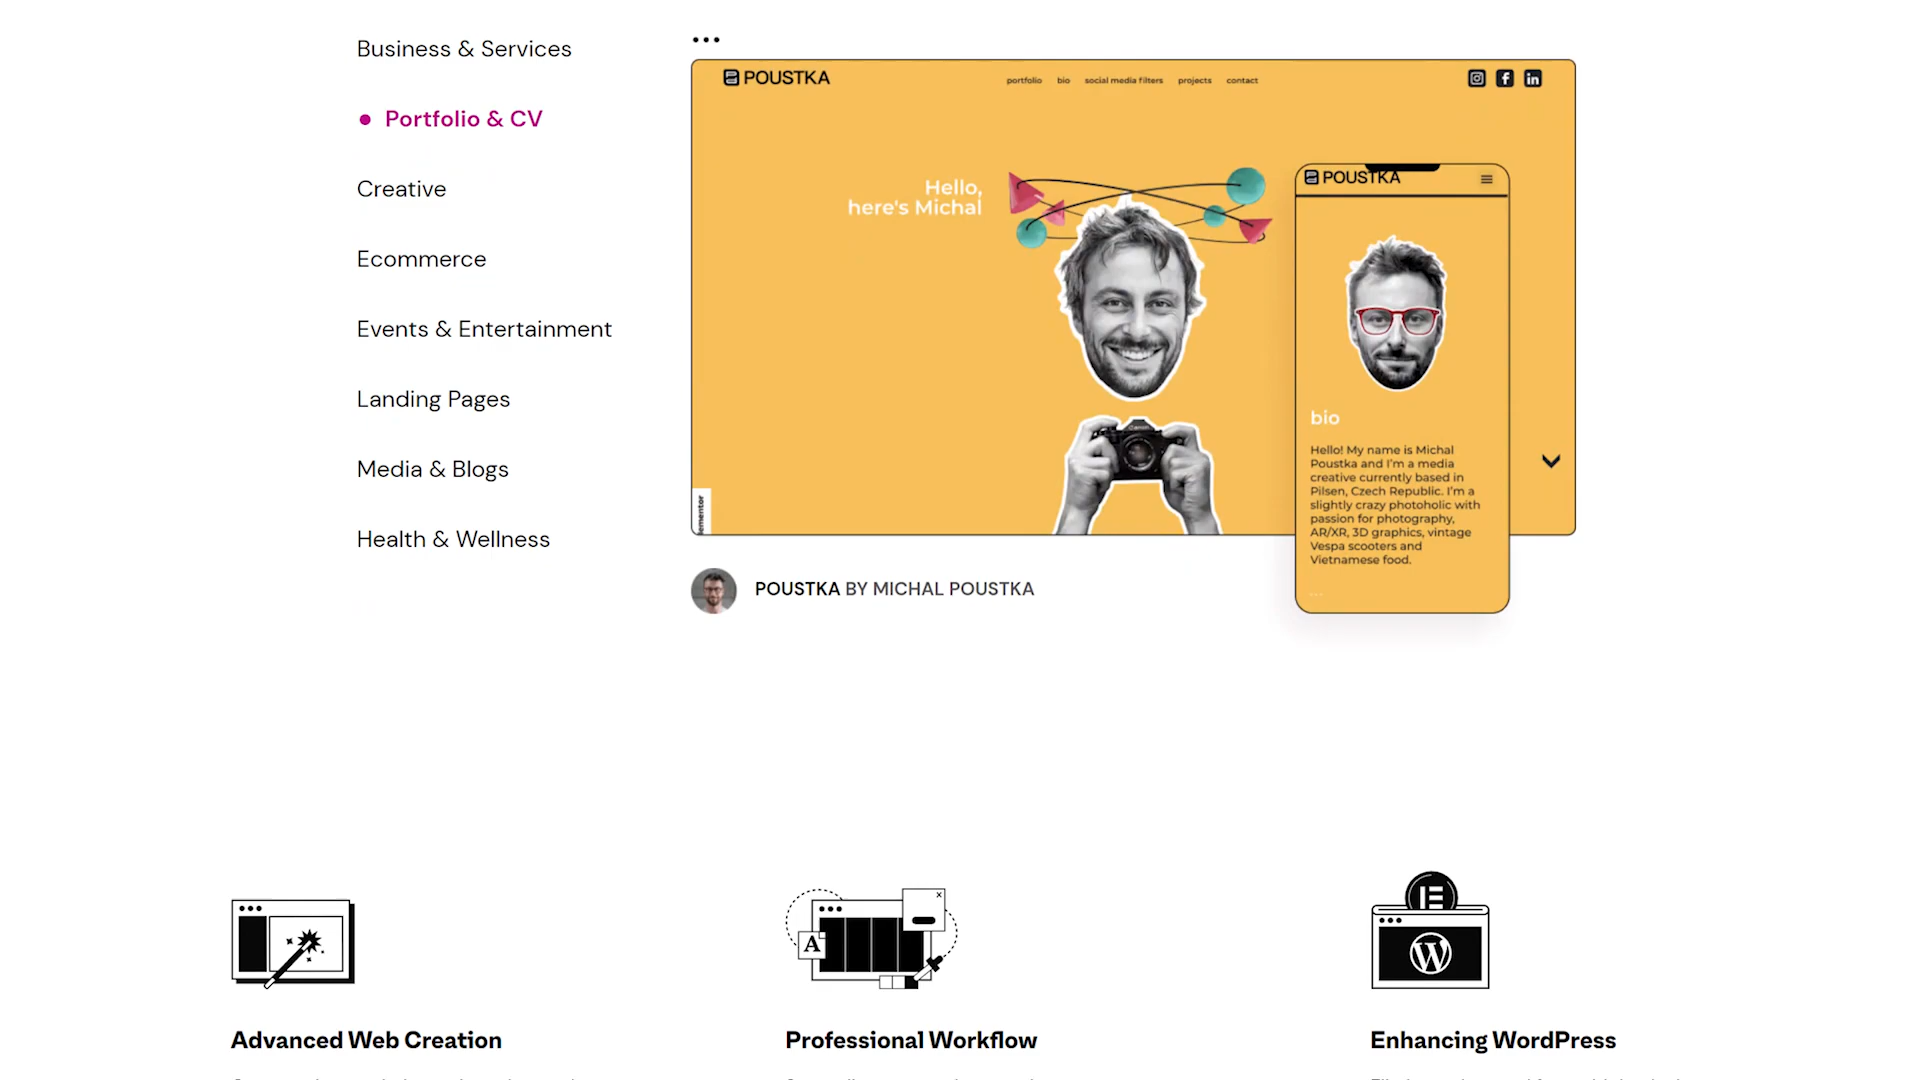 Business & Services
Portfolio & CV
Creative
Ecommerce
Events & Entertainment
Landing Pages
Media & Blogs
Health & Wellness
POUSTKA
portfolio bio social media filters projects contact
Hello,
here's Michal
POUSTKA
bio
Hello! My name is Michal
Poustka and I'm a media
creative currently based in
Pilsen, Czech Republic. I'm a
slightly crazy photoholic with
passion for photography,
AR/XR, 3D graphics, vintage
Vespa scooters and
Vietnamese food.
POUSTKA BY MICHAL POUSTKA
A
Advanced Web Creation
Professional Workflow
Enhancing WordPress